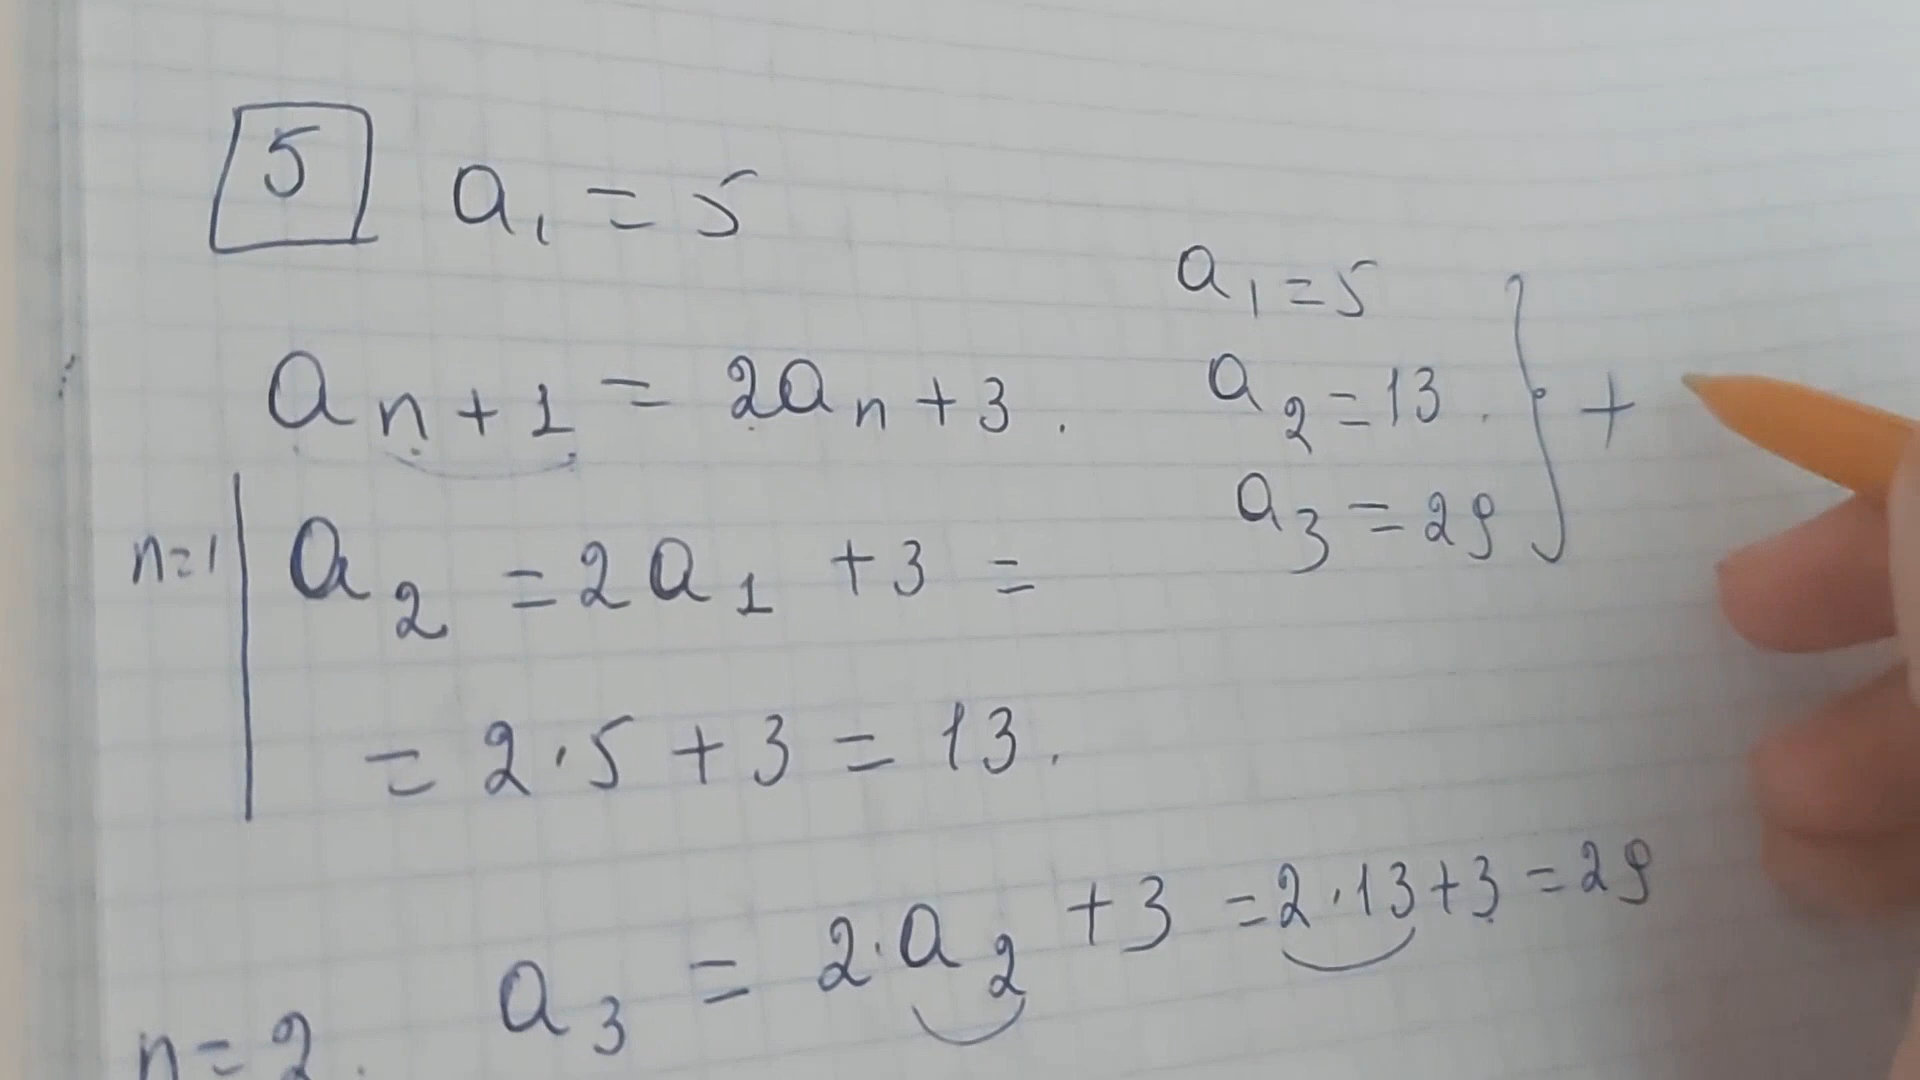 5 a₁ = 5
aₙ₊₁ = 2aₙ + 3.
n=1 a₂ = 2a₁ + 3 =
= 2·5 + 3 = 13.
n=2. a₃ = 2·a₂ + 3 = 2·13+3 = 29
a₁ = 5
a₂ = 13.
a₃ = 29
} +